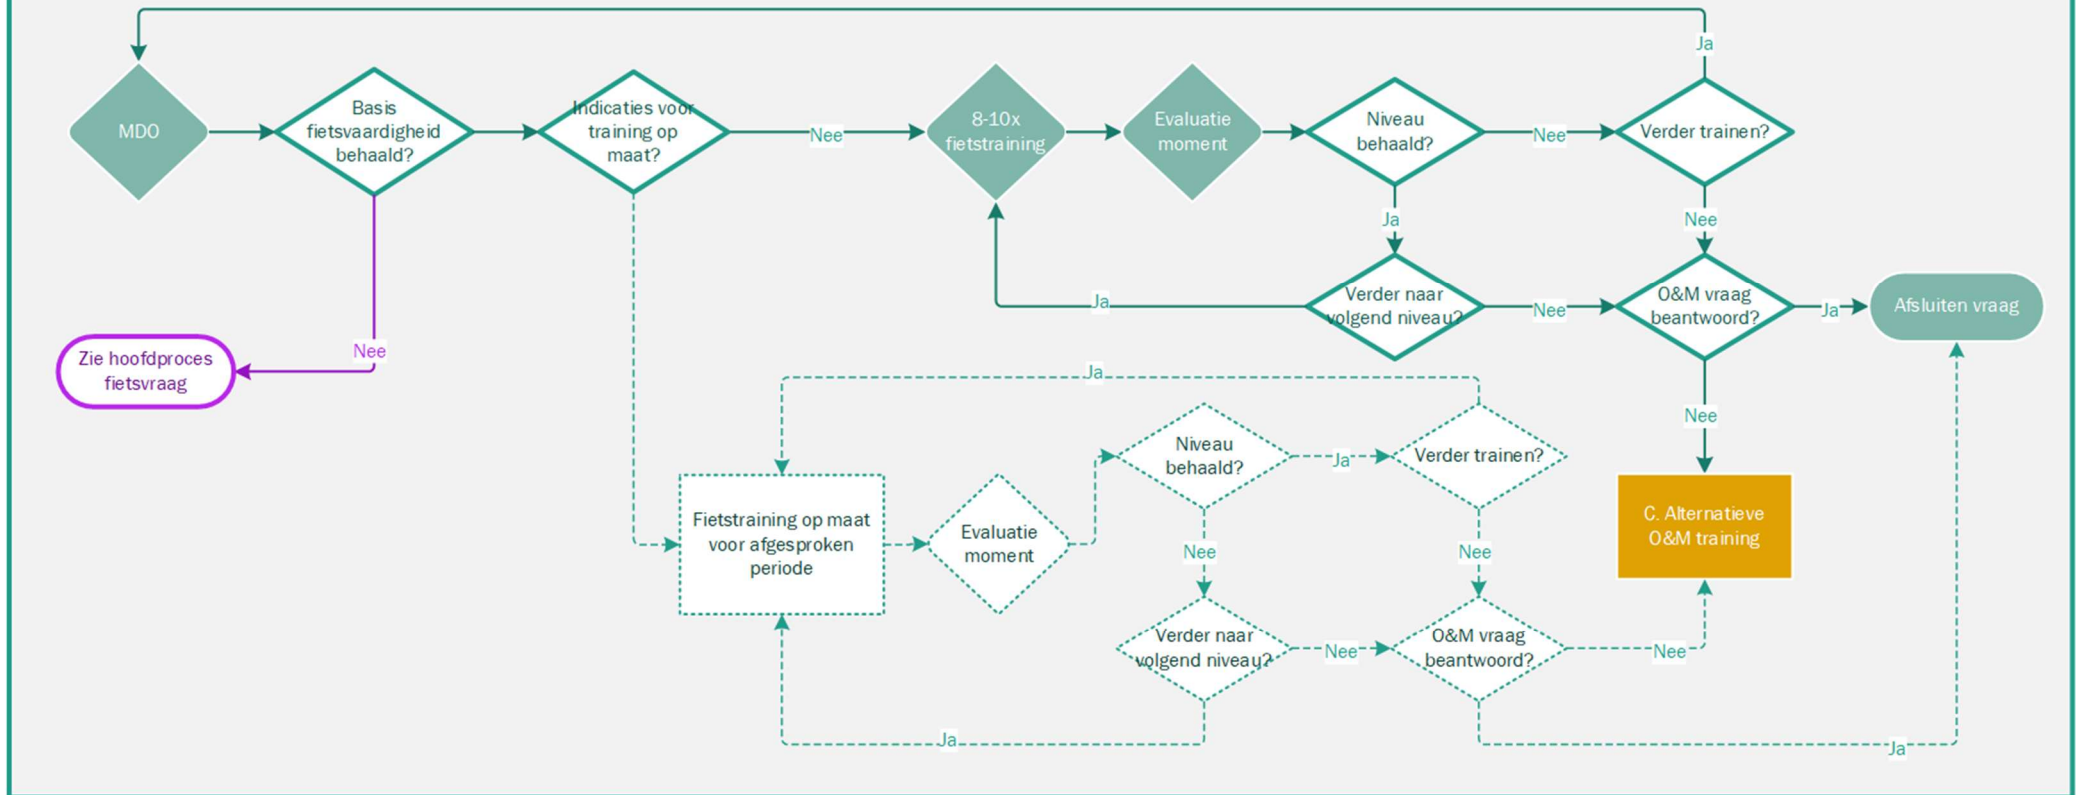 Ja
MDO
Basis
fietsvaardigheid
behaald?
Indicaties voor
training op
maat?
Nee
8-10x
fietstraining
Evaluatie
moment
Niveau
behaald?
Nee
Verder trainen?
Ja
Nee
Nee
Zie hoofdproces
fietsvraag
Ja
Verder naar
volgend niveau?
Nee
O&M vraag
beantwoord?
Ja
Afsluiten vraag
Ja
Nee
Niveau
behaald?
Ja
Verder trainen?
Fietstraining op maat
voor afgesproken
periode
Evaluatie
moment
Nee
Nee
C. Alternatieve
O&M training
Verder naar
volgend niveau?
Nee
O&M vraag
beantwoord?
Nee
Ja
Ja